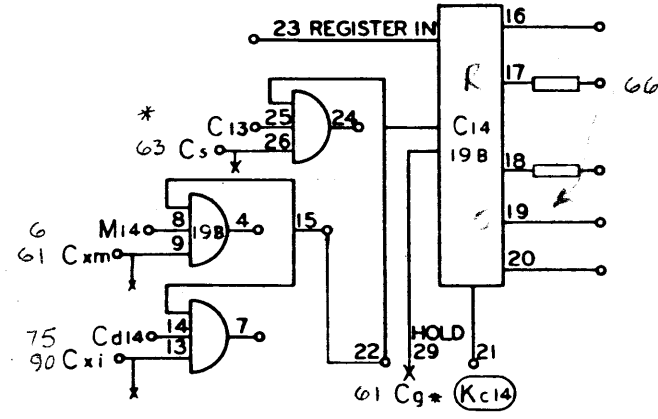 16
23 REGISTER IN
R 17 66
*
C13 25 24
63 Cs 26
C14
19B
18
6 M14 8 19B 4 15
61 Cxm 9
19
20
75 Cd14 14 7
90 Cxi 13
22
HOLD
29
21
61 Cg* Kc14